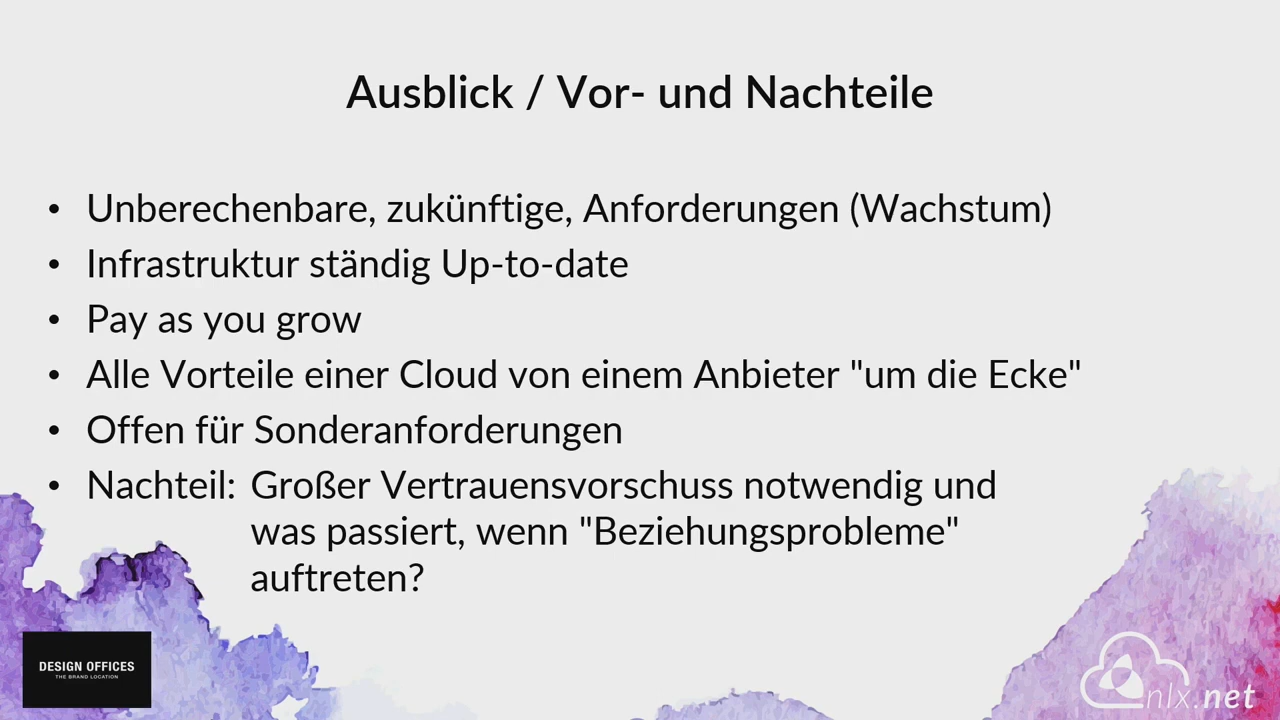 Ausblick / Vor- und Nachteile
• Unberechenbare, zukünftige, Anforderungen (Wachstum)
• Infrastruktur ständig Up-to-date
• Pay as you grow
• Alle Vorteile einer Cloud von einem Anbieter "um die Ecke"
• Offen für Sonderanforderungen
• Nachteil: Großer Vertrauensvorschuss notwendig und
was passiert, wenn "Beziehungsprobleme"
auftreten?
DESIGN OFFICES
THE BRAND LOCATION
nlx.net